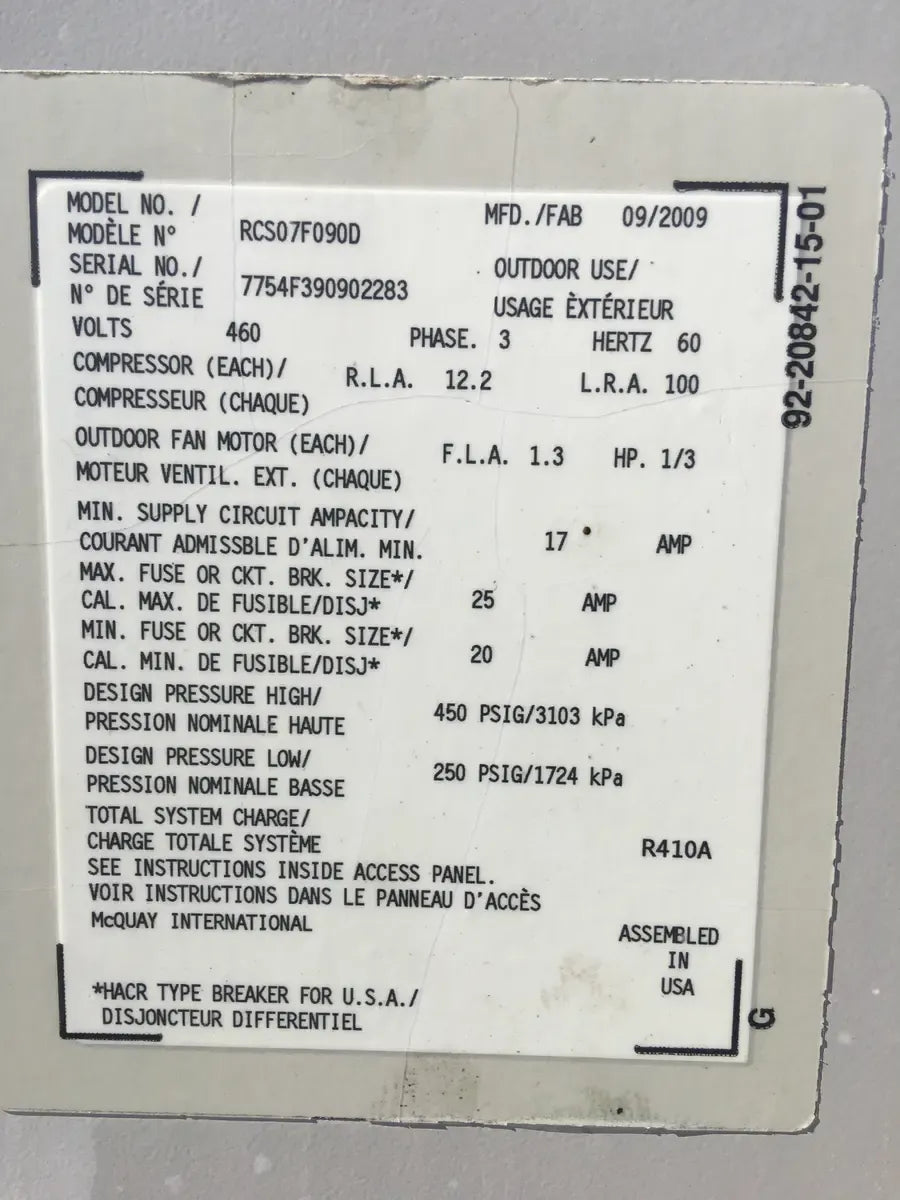 MODEL NO. /
MODÈLE N° RCS07F090D MFD./FAB 09/2009
SERIAL NO./ OUTDOOR USE/
N° DE SÉRIE 7754F390902283 USAGE ÈXTÉRIEUR
VOLTS 460 PHASE. 3 HERTZ 60
COMPRESSOR (EACH)/ R.L.A. 12.2 L.R.A. 100
COMPRESSEUR (CHAQUE)
OUTDOOR FAN MOTOR (EACH)/ F.L.A. 1.3 HP. 1/3
MOTEUR VENTIL. EXT. (CHAQUE)
MIN. SUPPLY CIRCUIT AMPACITY/
COURANT ADMISSBLE D'ALIM. MIN. 17 AMP
MAX. FUSE OR CKT. BRK. SIZE*/
CAL. MAX. DE FUSIBLE/DISJ* 25 AMP
MIN. FUSE OR CKT. BRK. SIZE*/
CAL. MIN. DE FUSIBLE/DISJ* 20 AMP
DESIGN PRESSURE HIGH/
PRESSION NOMINALE HAUTE 450 PSIG/3103 kPa
DESIGN PRESSURE LOW/
PRESSION NOMINALE BASSE 250 PSIG/1724 kPa
TOTAL SYSTEM CHARGE/
CHARGE TOTALE SYSTÈME R410A
SEE INSTRUCTIONS INSIDE ACCESS PANEL.
VOIR INSTRUCTIONS DANS LE PANNEAU D'ACCÈS
McQUAY INTERNATIONAL
ASSEMBLED
IN
USA
*HACR TYPE BREAKER FOR U.S.A./
DISJONCTEUR DIFFERENTIEL
92-20842-15-01
G